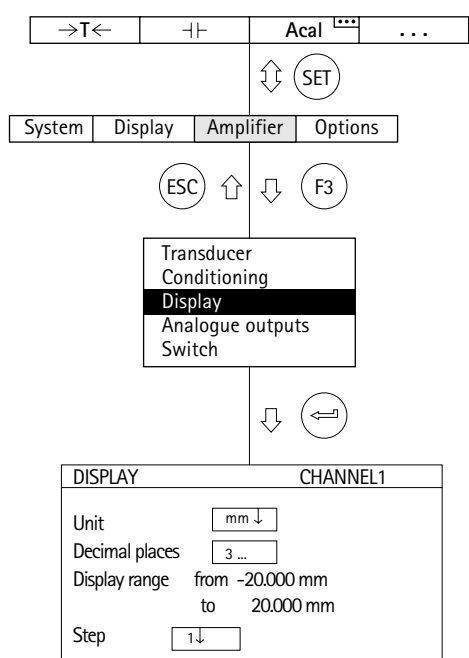 →T← ⊣⊢ Acal ...
SET
System Display Amplifier Options
ESC F3
Transducer
Conditioning
Display
Analogue outputs
Switch
DISPLAY CHANNEL1
Unit mm ↓
Decimal places 3 ...
Display range from -20.000 mm
to 20.000 mm
Step 1↓